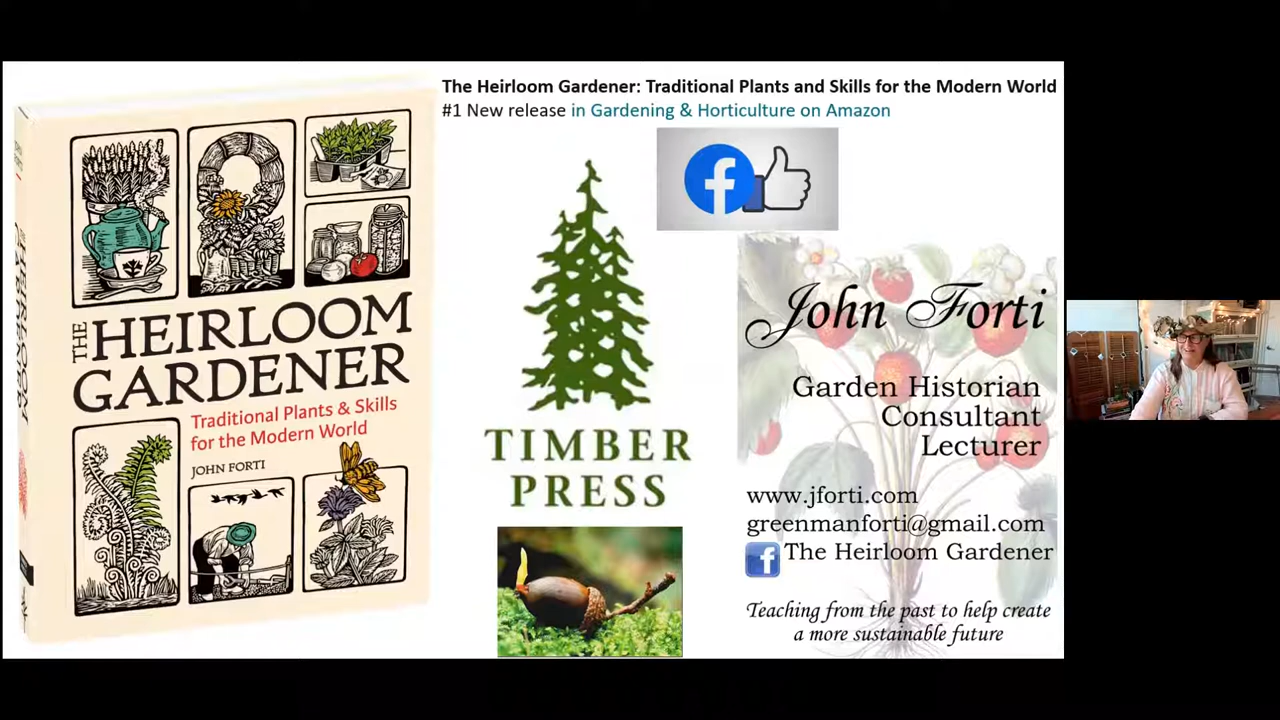 The Heirloom Gardener: Traditional Plants and Skills for the Modern World
#1 New release in Gardening & Horticulture on Amazon
THE
HEIRLOOM
GARDENER
Traditional Plants & Skills
for the Modern World
JOHN FORTI
TIMBER
PRESS
John Forti
Garden Historian
Consultant
Lecturer
www.jforti.com
greenmanforti@gmail.com
The Heirloom Gardener
Teaching from the past to help create
a more sustainable future